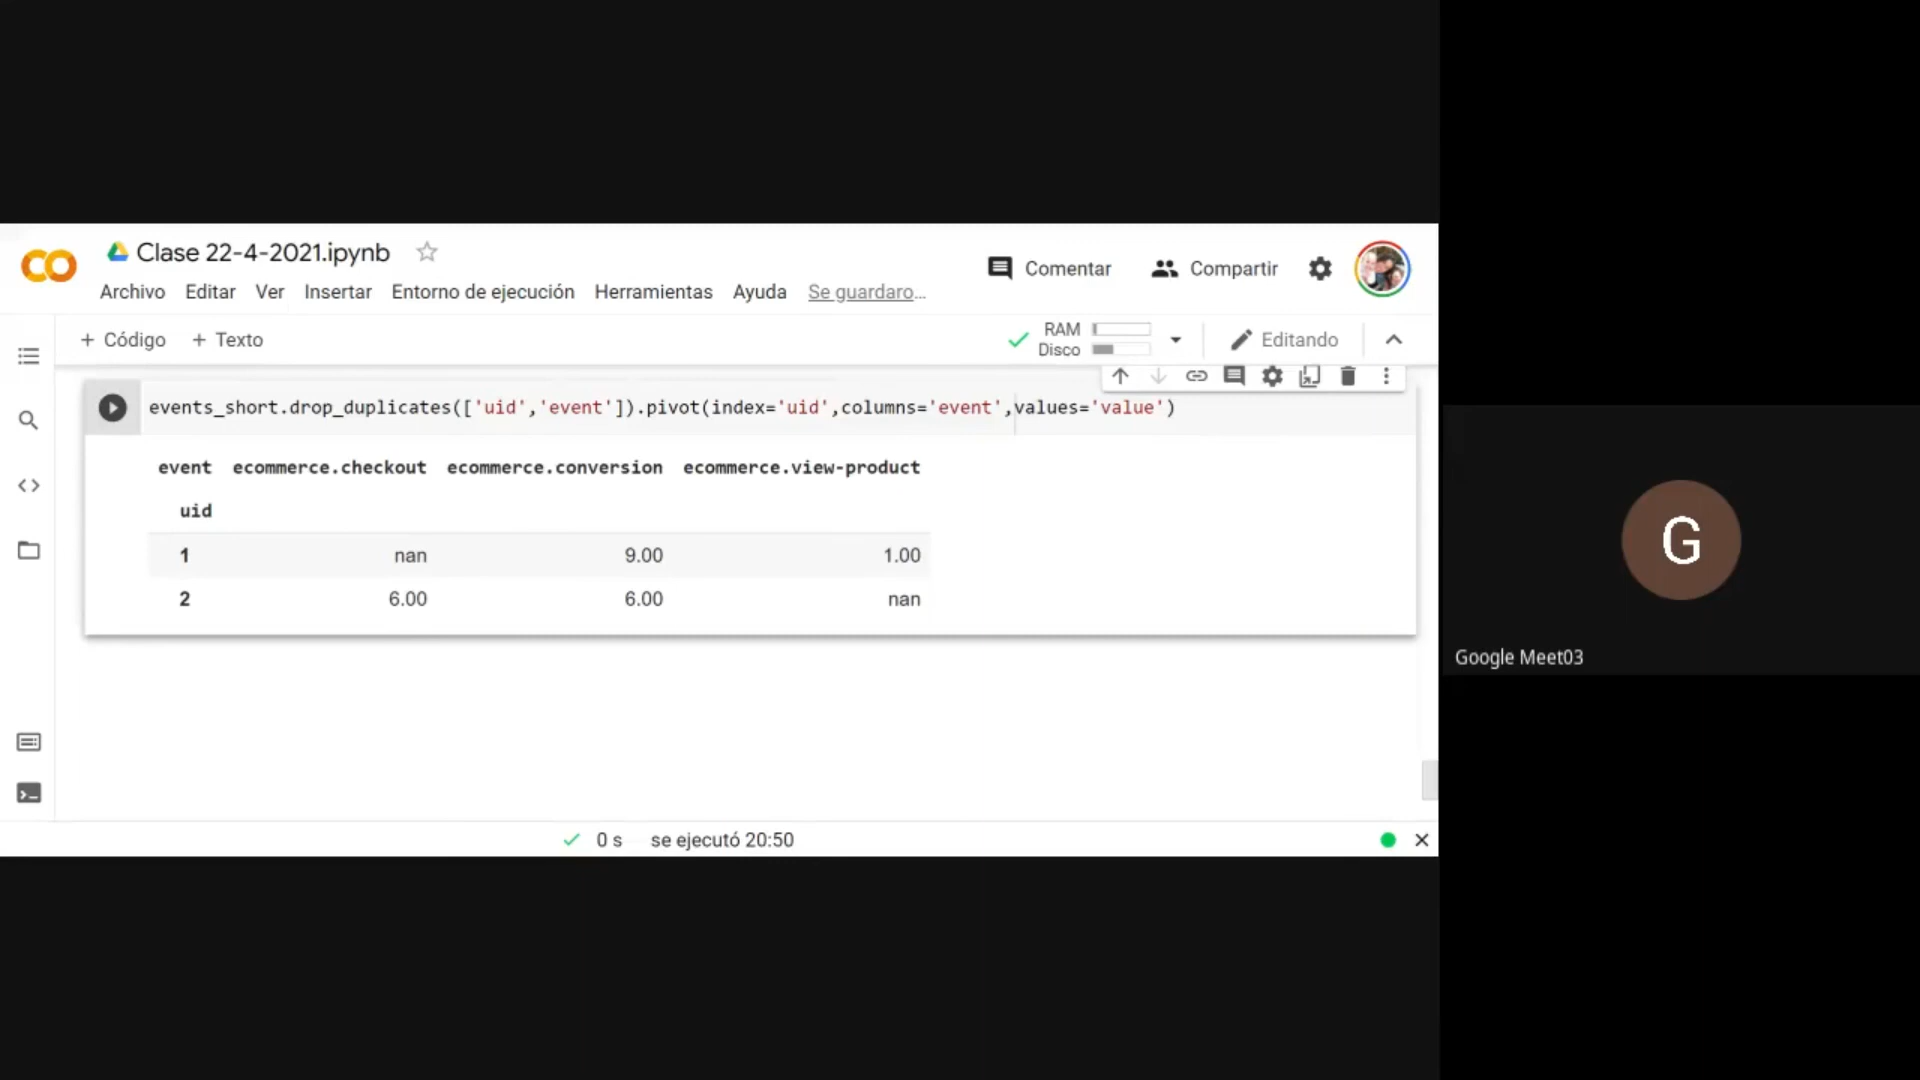 Clase 22-4-2021.ipynb
Comentar
Compartir
Archivo Editar Ver Insertar Entorno de ejecución Herramientas Ayuda Se guardaro...
+ Código + Texto
RAM
Disco
Editando
events_short.drop_duplicates(['uid','event']).pivot(index='uid',columns='event',values='value')
event ecommerce.checkout ecommerce.conversion ecommerce.view-product
uid
1 nan 9.00 1.00
2 6.00 6.00 nan
0 s se ejecutó 20:50
G
Google Meet03